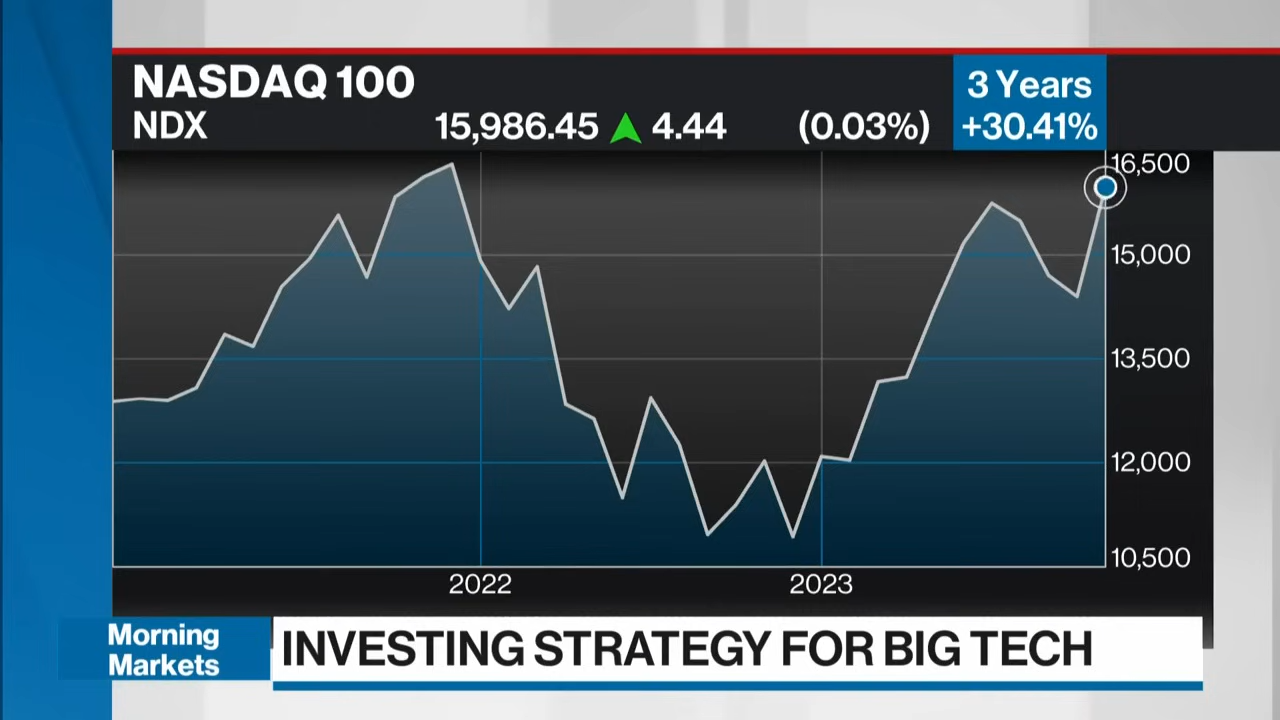 NASDAQ 100
NDX 15,986.45 ▲ 4.44 (0.03%)
3 Years
+30.41%
16,500
15,000
13,500
12,000
10,500
2022 2023
Morning
Markets
INVESTING STRATEGY FOR BIG TECH